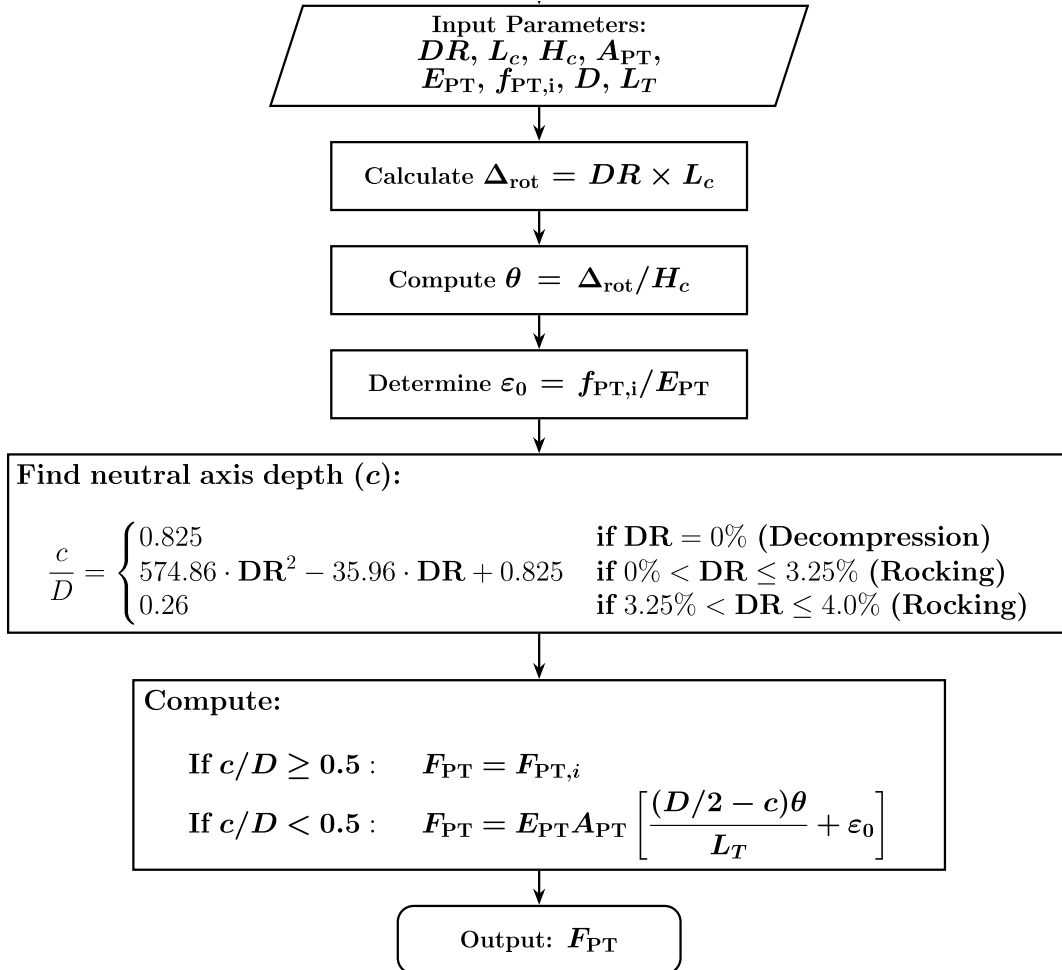 Input Parameters:
DR, L_c, H_c, A_PT,
E_PT, f_PT,i, D, L_T
Calculate Δ_rot = DR × L_c
Compute θ = Δ_rot/H_c
Determine ε_0 = f_PT,i/E_PT
Find neutral axis depth (c):
c/D = { 0.825 if DR = 0% (Decompression)
574.86 · DR² − 35.96 · DR + 0.825 if 0% < DR ≤ 3.25% (Rocking)
0.26 if 3.25% < DR ≤ 4.0% (Rocking)
Compute:
If c/D ≥ 0.5 : F_PT = F_PT,i
If c/D < 0.5 : F_PT = E_PT A_PT [ (D/2 − c)θ / L_T + ε_0 ]
Output: F_PT